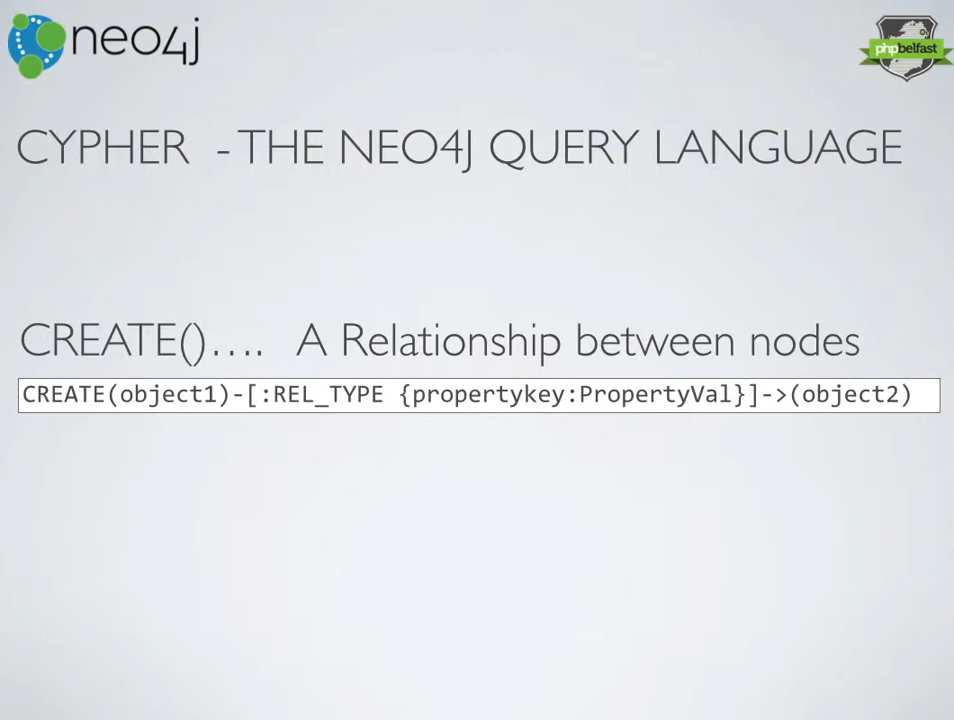 neo4j
phpbelfast
CYPHER - THE NEO4J QUERY LANGUAGE
CREATE()…. A Relationship between nodes
CREATE(object1)-[:REL_TYPE {propertykey:PropertyVal}]->(object2)